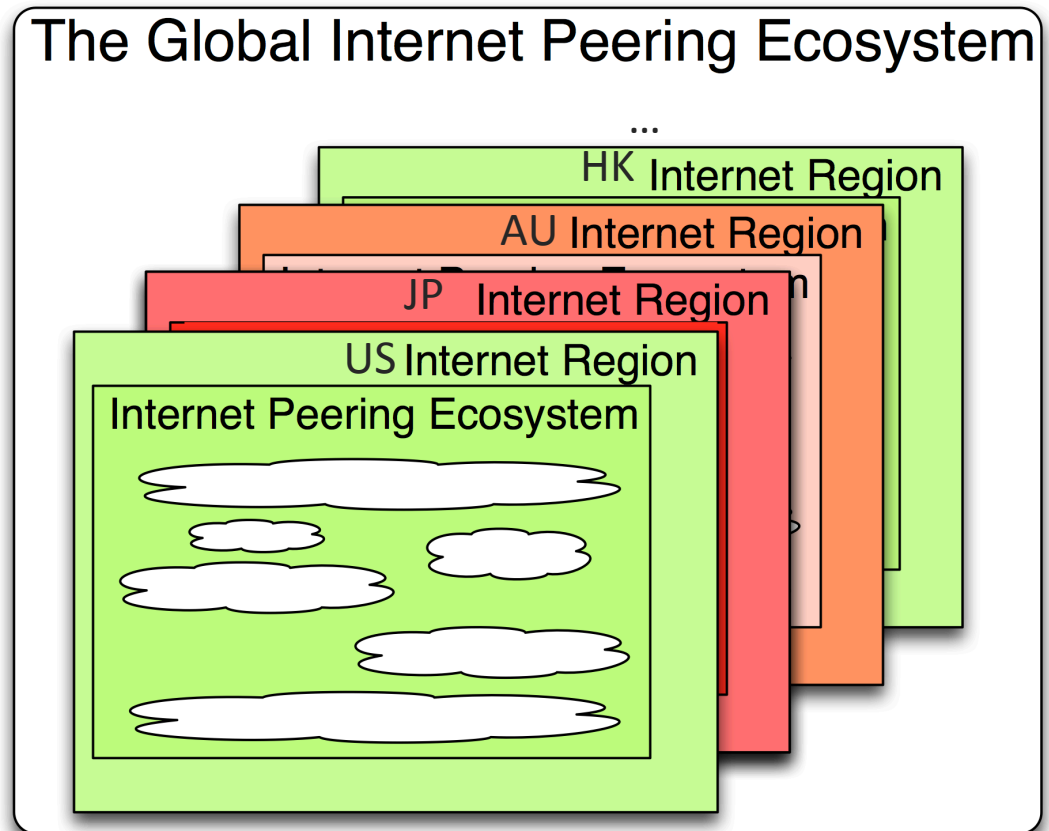 The Global Internet Peering Ecosystem
...
HK Internet Region
AU Internet Region
JP Internet Region
US Internet Region
Internet Peering Ecosystem